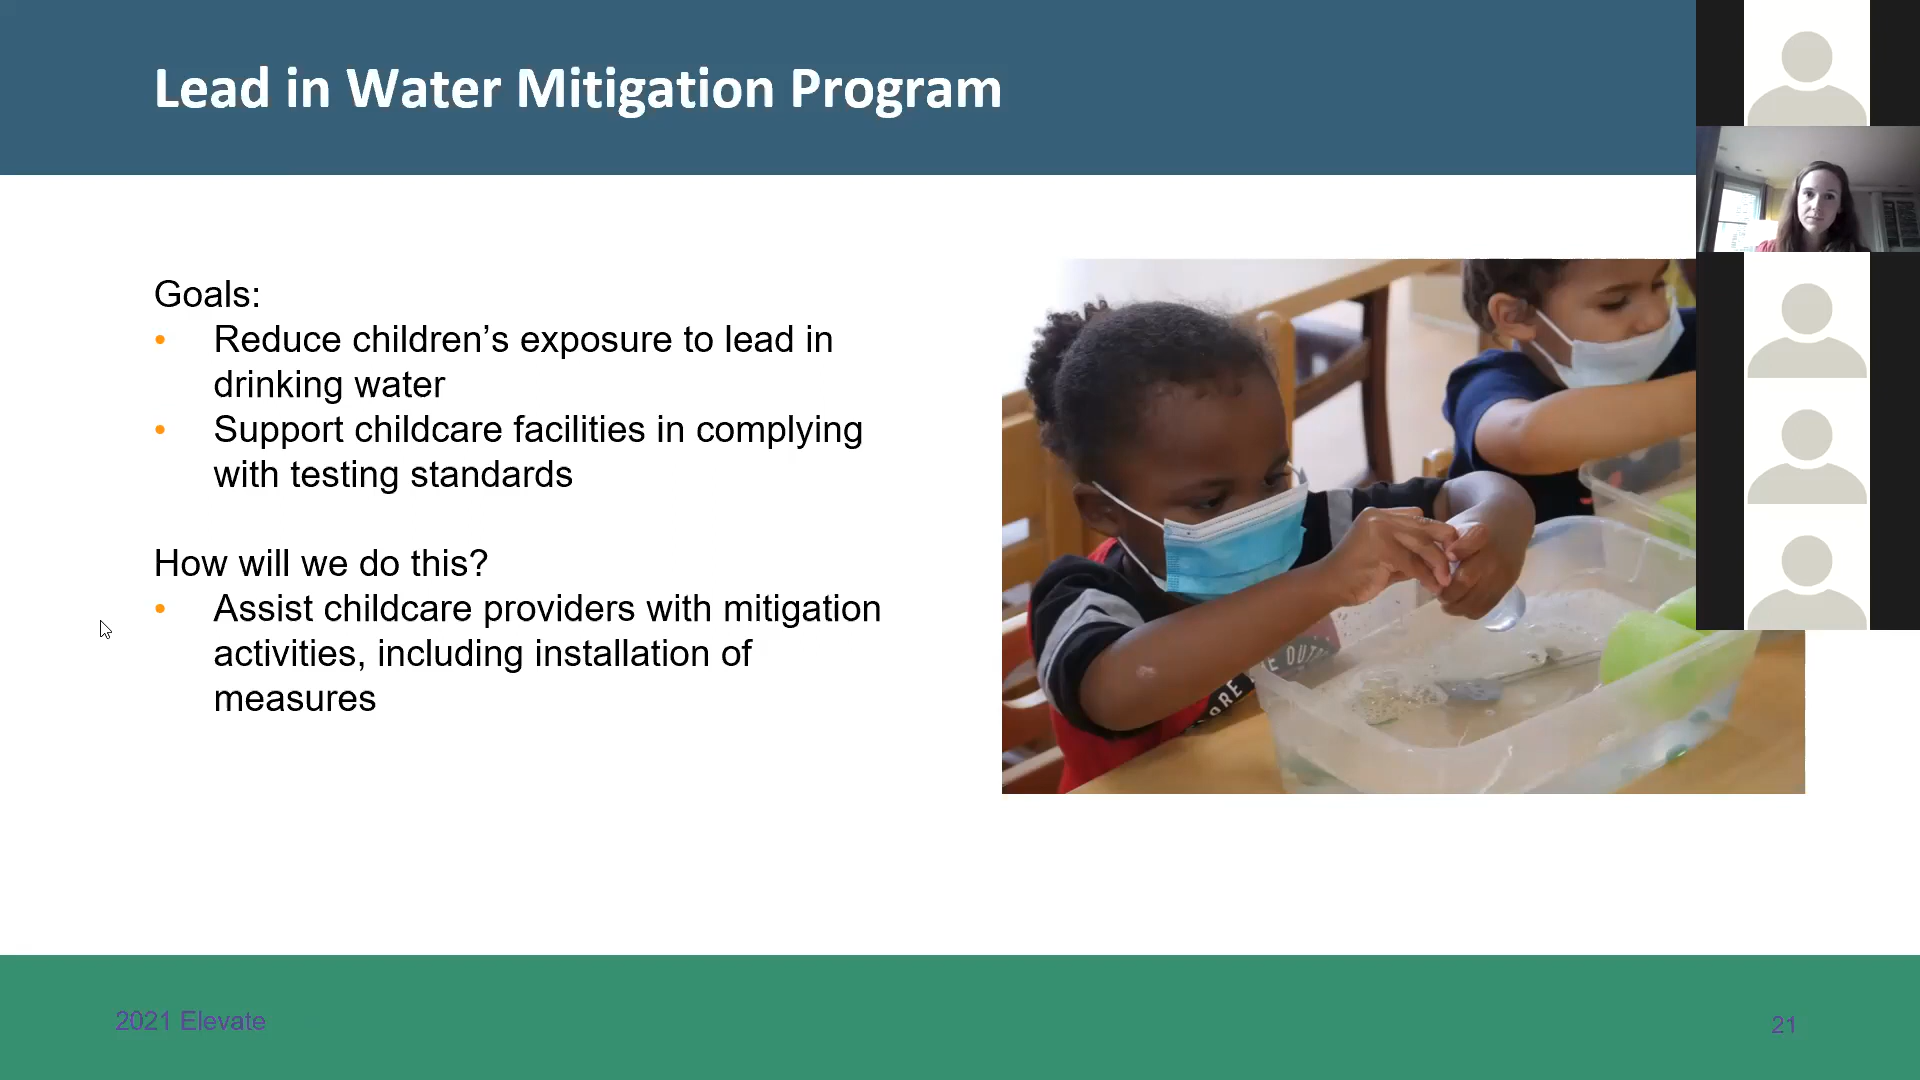 Lead in Water Mitigation Program
Goals:
• Reduce children’s exposure to lead in
drinking water
• Support childcare facilities in complying
with testing standards
How will we do this?
• Assist childcare providers with mitigation
activities, including installation of
measures
2021 Elevate
21